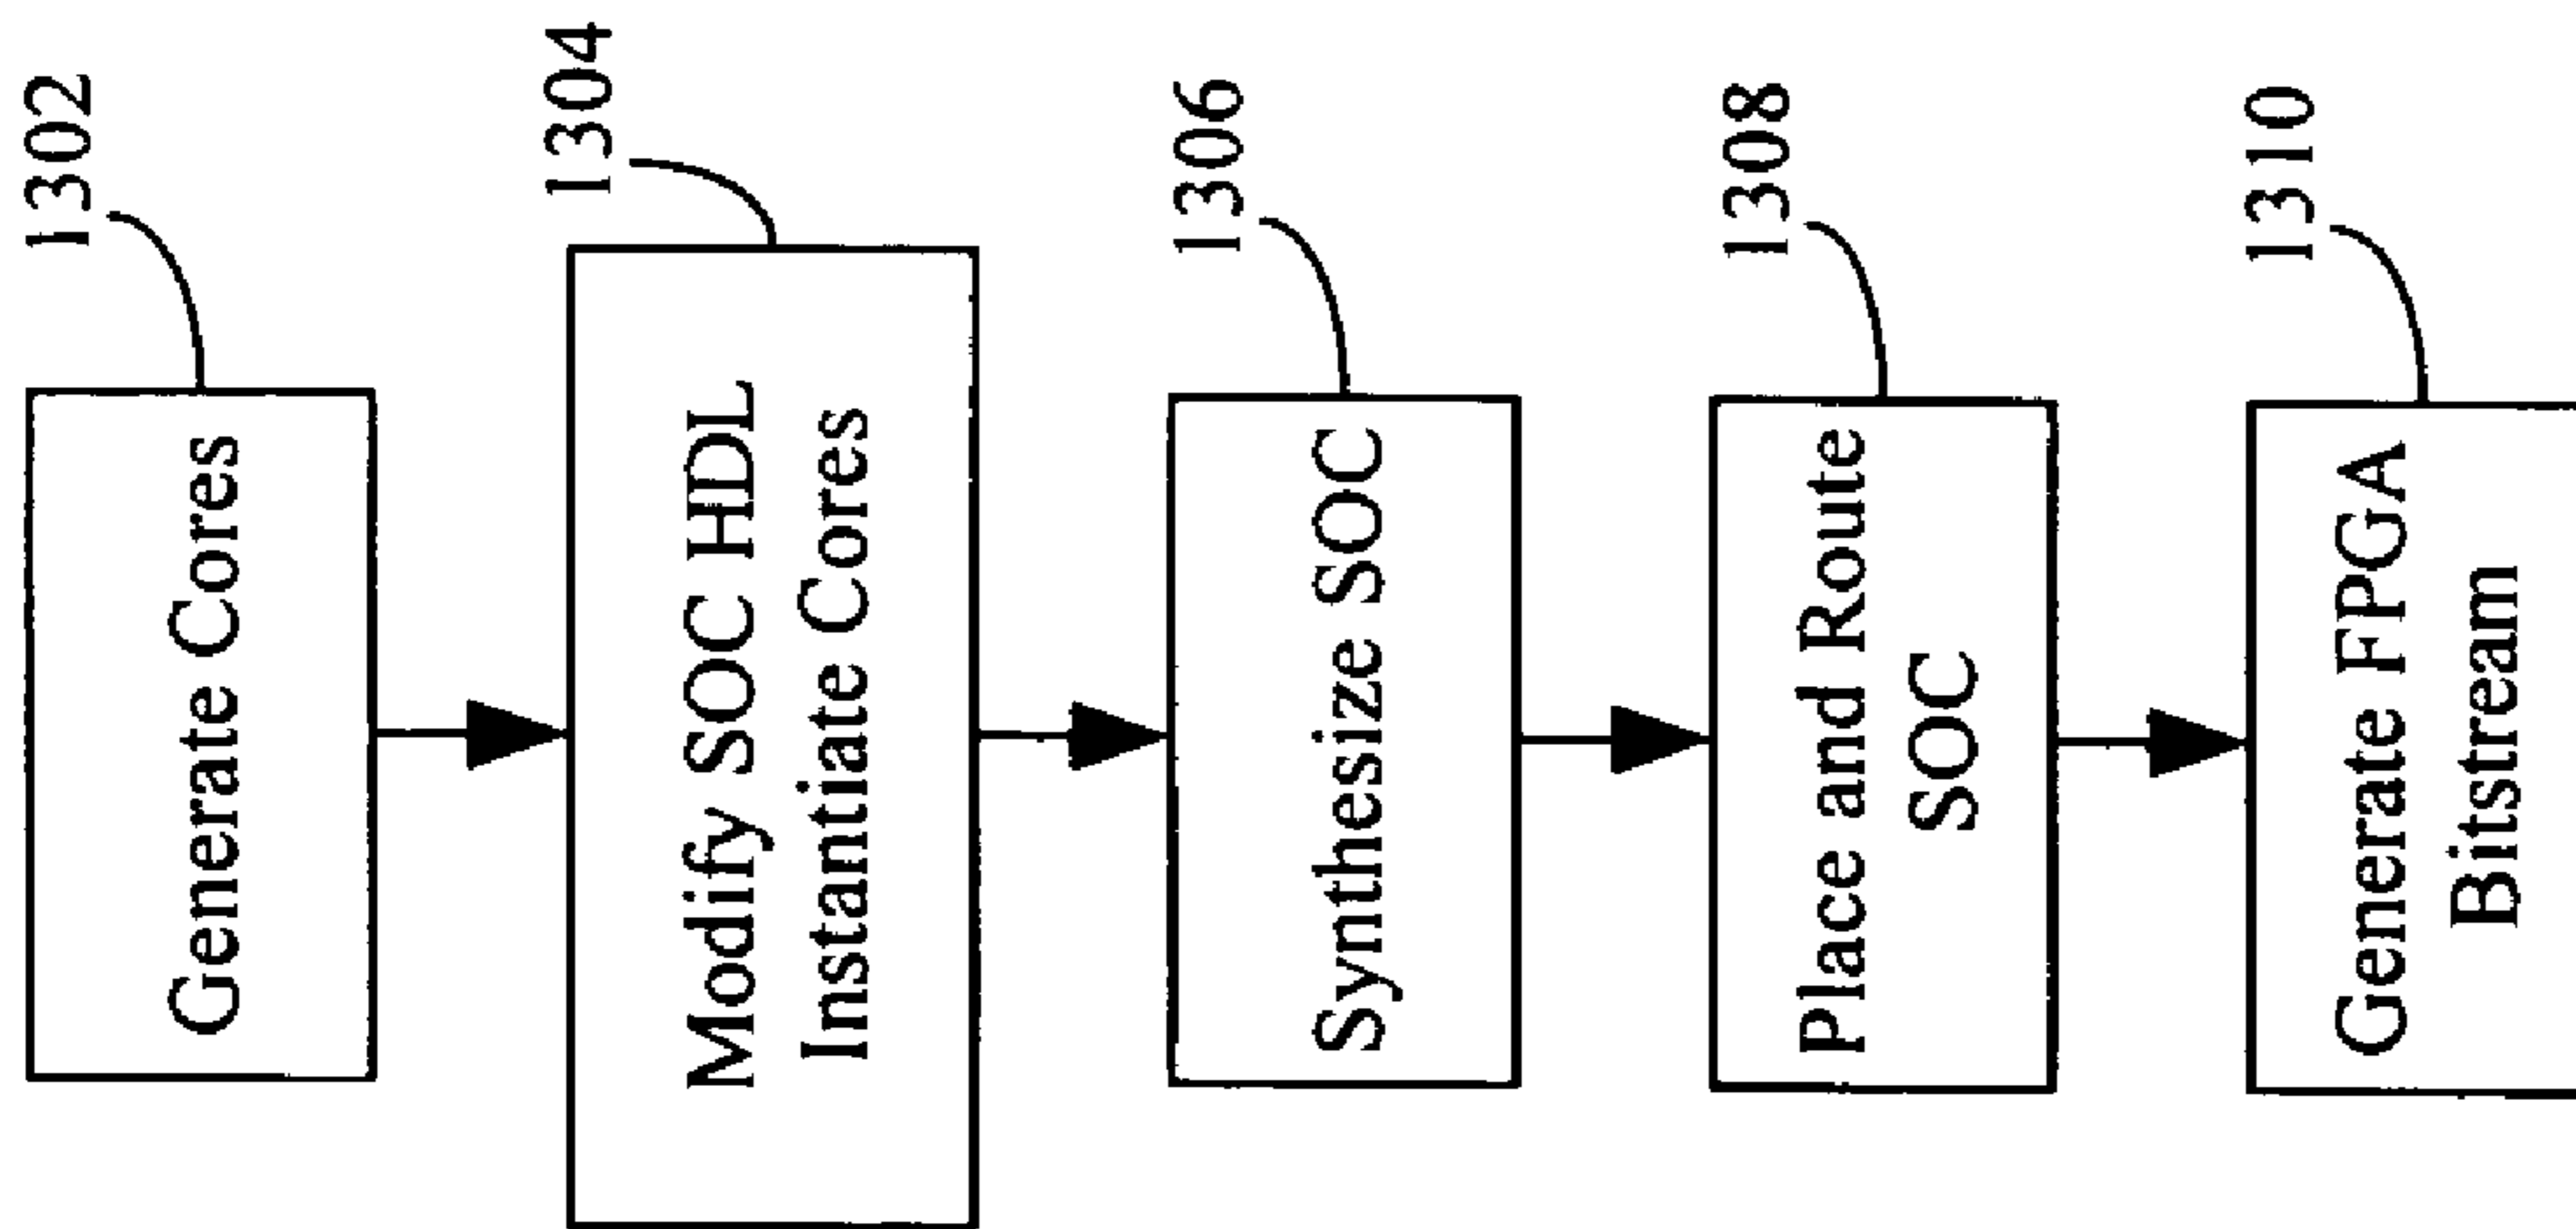 1302
Generate Cores
1304
Modify SOC HDL
Instantiate Cores
1306
Synthesize SOC
1308
Place and Route
SOC
1310
Generate FPGA
Bitstream